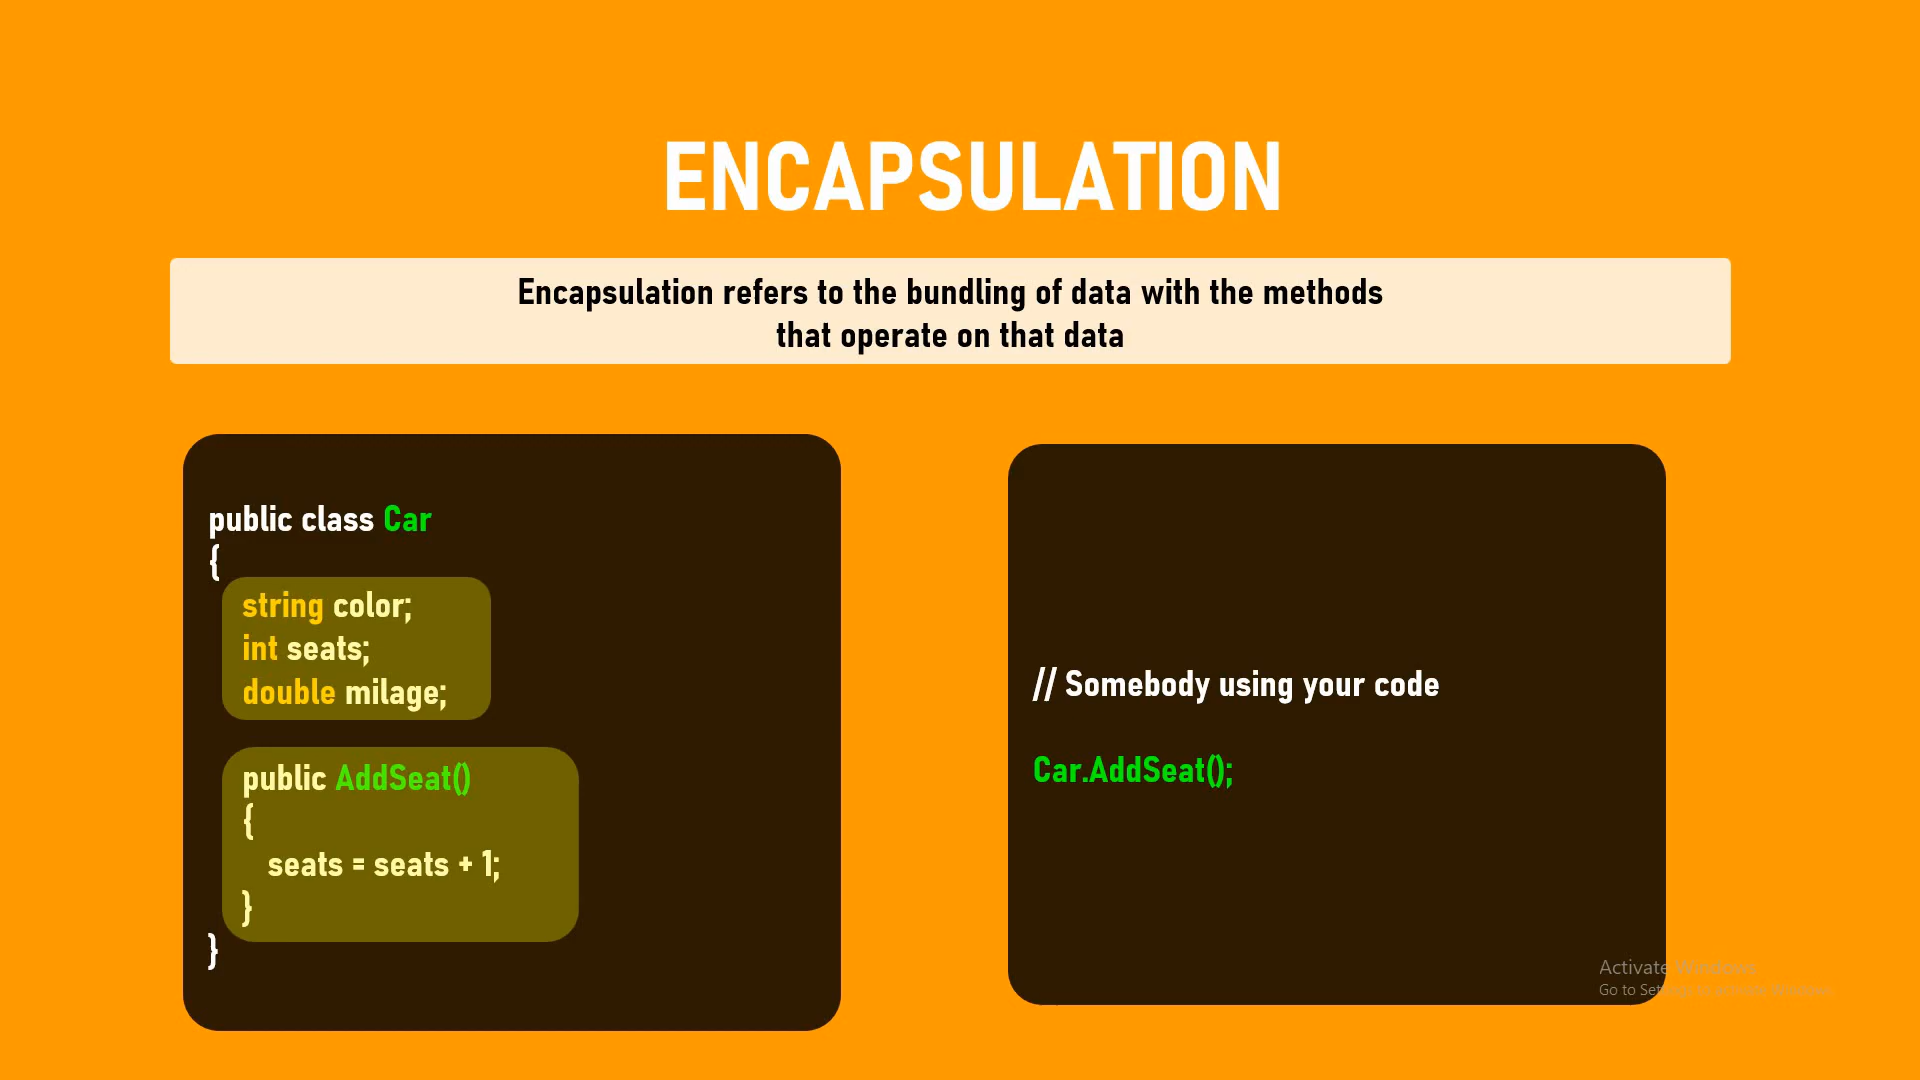 ENCAPSULATION
Encapsulation refers to the bundling of data with the methods
that operate on that data
public class Car
{
string color;
int seats;
double milage;
public AddSeat()
{
seats = seats + 1;
}
}
// Somebody using your code
Car.AddSeat();
Activate Windows
Go to Settings to activate Windows.